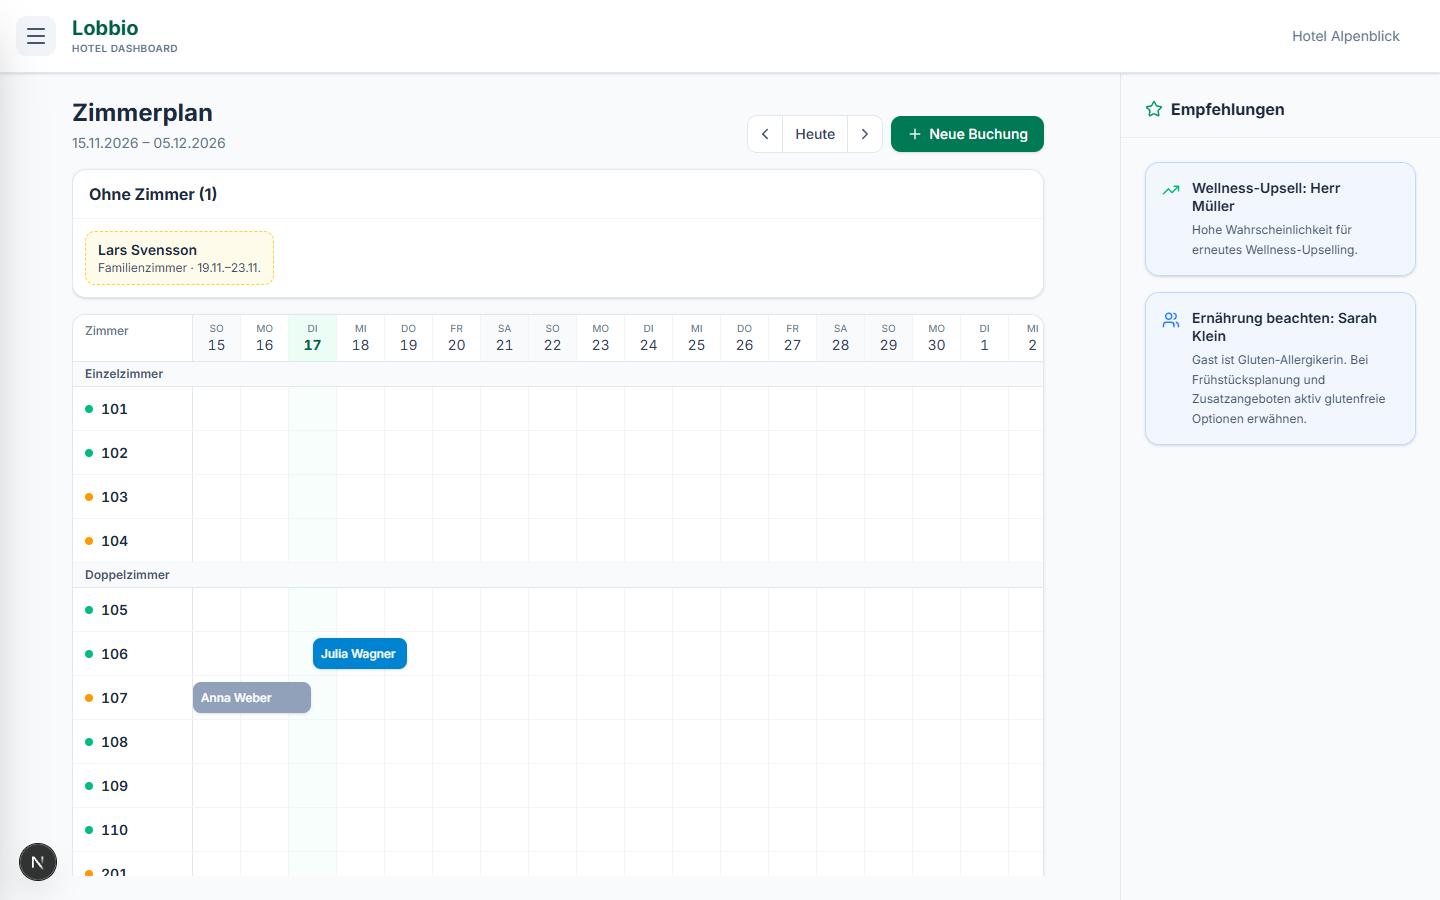 Lobbio
HOTEL DASHBOARD
Hotel Alpenblick
Zimmerplan
15.11.2026 – 05.12.2026
Heute
+ Neue Buchung
Ohne Zimmer (1)
Lars Svensson
Familienzimmer · 19.11.–23.11.
Zimmer
SO MO DI MI DO FR SA SO MO DI MI DO FR SA SO MO DI MI
15 16 17 18 19 20 21 22 23 24 25 26 27 28 29 30 1 2
Einzelzimmer
101
102
103
104
Doppelzimmer
105
106
Julia Wagner
107
Anna Weber
108
109
110
201
N
Empfehlungen
Wellness-Upsell: Herr
Müller
Hohe Wahrscheinlichkeit für
erneutes Wellness-Upselling.
Ernährung beachten: Sarah
Klein
Gast ist Gluten-Allergikerin. Bei
Frühstücksplanung und
Zusatzangeboten aktiv glutenfreie
Optionen erwähnen.